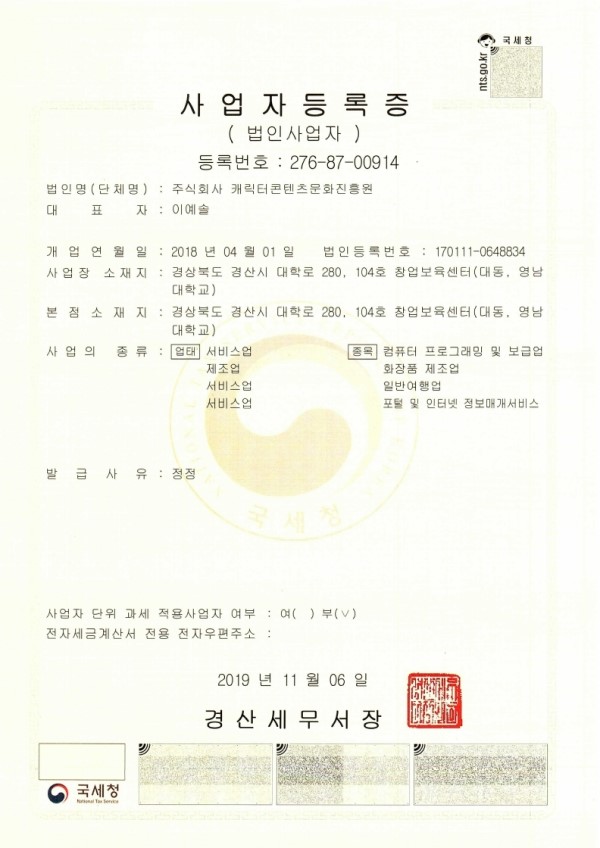 국세청
nts.go.kr
사업자등록증
( 법인사업자 )
등록번호 : 276-87-00914
법인명(단체명) : 주식회사 캐릭터콘텐츠문화진흥원
대 표 자 : 이예솔
개 업 연 월 일 : 2018 년 04 월 01 일 법인등록번호 : 170111-0648834
사업장 소재지 : 경상북도 경산시 대학로 280, 104호 창업보육센터(대동, 영남
대학교)
본 점 소 재 지 : 경상북도 경산시 대학로 280, 104호 창업보육센터(대동, 영남
대학교)
사 업 의 종 류 : 업태 서비스업 종목 컴퓨터 프로그래밍 및 보급업
제조업 화장품 제조업
서비스업 일반여행업
서비스업 포털 및 인터넷 정보매개서비스
발 급 사 유 : 정정
국세청
사업자 단위 과세 적용사업자 여부 : 여( ) 부(∨)
전자세금계산서 전용 전자우편주소 :
2019 년 11 월 06 일
경산세무서장
국세청
National Tax Service